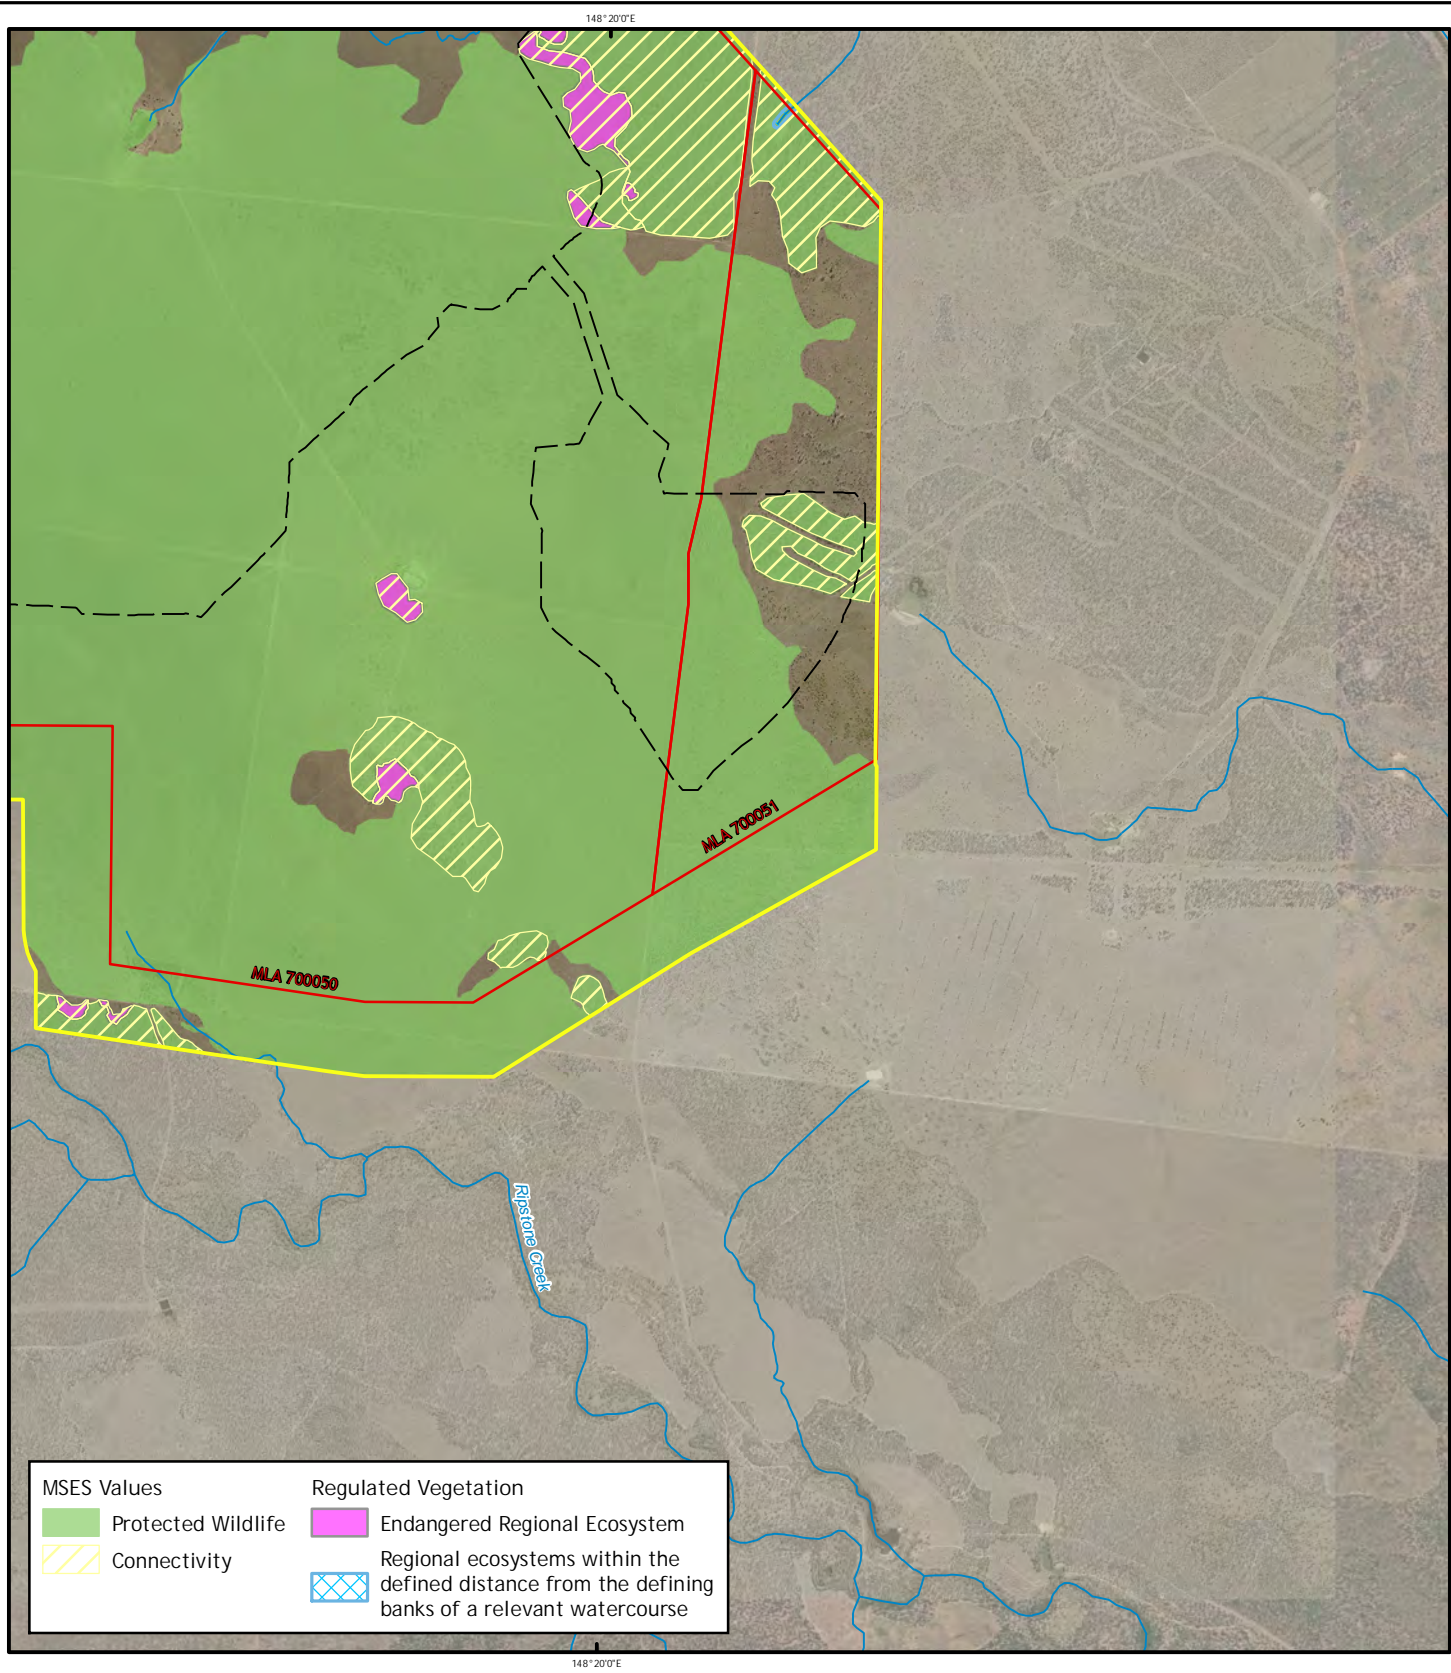 148°20'0"E
MLA 700051
MLA 700050
Ripstone Creek
MSES Values
Protected Wildlife
Connectivity
Regulated Vegetation
Endangered Regional Ecosystem
Regional ecosystems within the
defined distance from the defining
banks of a relevant watercourse
148°20'0"E